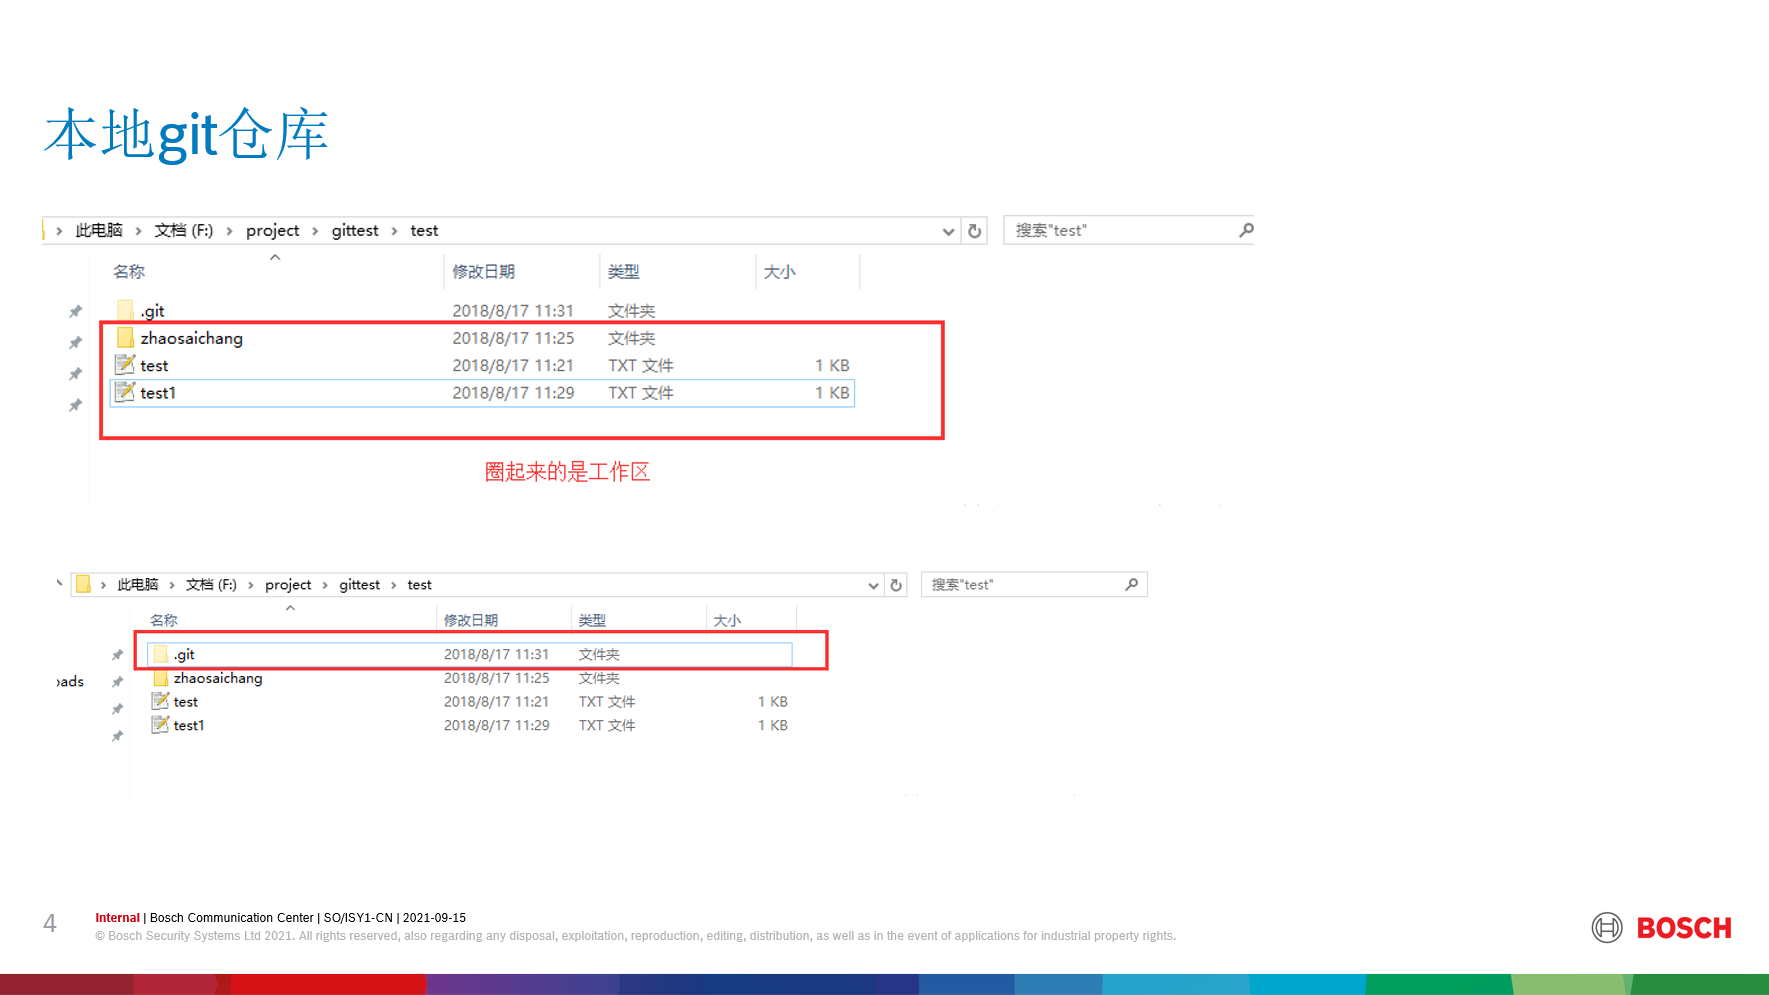 本地git仓库
此电脑 › 文档 (F:) › project › gittest › test 搜索"test"
名称 修改日期 类型 大小
.git 2018/8/17 11:31 文件夹
zhaosaichang 2018/8/17 11:25 文件夹
test 2018/8/17 11:21 TXT 文件 1 KB
test1 2018/8/17 11:29 TXT 文件 1 KB
圈起来的是工作区
此电脑 › 文档 (F:) › project › gittest › test 搜索"test"
名称 修改日期 类型 大小
.git 2018/8/17 11:31 文件夹
zhaosaichang 2018/8/17 11:25 文件夹
test 2018/8/17 11:21 TXT 文件 1 KB
test1 2018/8/17 11:29 TXT 文件 1 KB
4
Internal | Bosch Communication Center | SO/ISY1-CN | 2021-09-15
© Bosch Security Systems Ltd 2021. All rights reserved, also regarding any disposal, exploitation, reproduction, editing, distribution, as well as in the event of applications for industrial property rights.
BOSCH